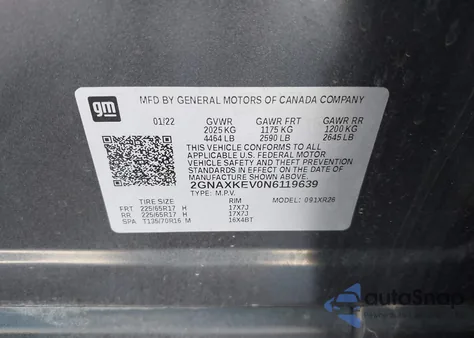 gm
MFD BY GENERAL MOTORS OF CANADA COMPANY
01/22 GVWR GAWR FRT GAWR RR
2025 KG 1175 KG 1200 KG
4464 LB 2590 LB 2645 LB
THIS VEHICLE CONFORMS TO ALL
APPLICABLE U.S. FEDERAL MOTOR
VEHICLE SAFETY AND THEFT PREVENTION
STANDARDS IN EFFECT ON THE DATE OF
MANUFACTURE SHOWN ABOVE.
2GNAXKEV0N6119639
TYPE: M.P.V.
TIRE SIZE RIM MODEL: 091XR26
FRT 225/65R17 H 17X7J
RR 225/65R17 H 17X7J
SPA T135/70R16 M 16X4BT
autoSnap